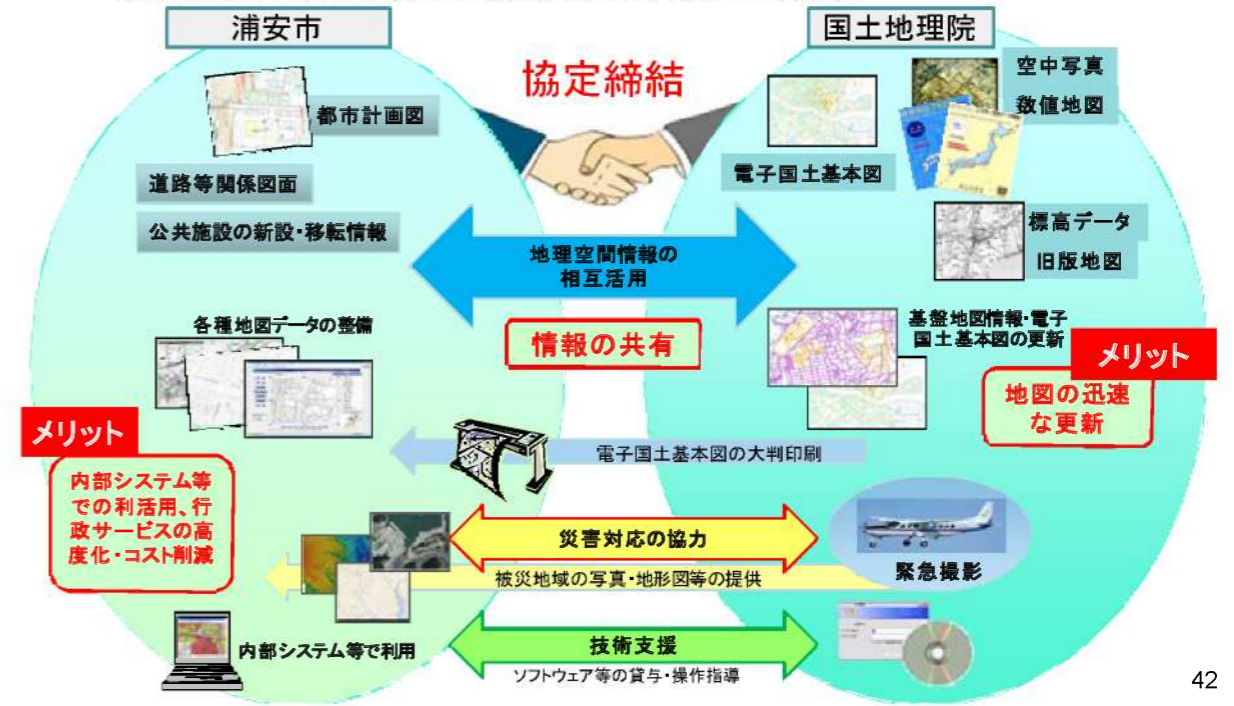 浦安市
国土地理院
協定締結
都市計画図
道路等関係図面
公共施設の新設・移転情報
空中写真
数値地図
電子国土基本図
標高データ
旧版地図
地理空間情報の
相互活用
情報の共有
各種地図データの整備
基盤地図情報・電子
国土基本図の更新
メリット
地図の迅速
な更新
メリット
内部システム等
での利活用、行
政サービスの高
度化・コスト削減
電子国土基本図の大判印刷
災害対応の協力
被災地域の写真・地形図等の提供
緊急撮影
内部システム等で利用
技術支援
ソフトウェア等の貸与・操作指導
42